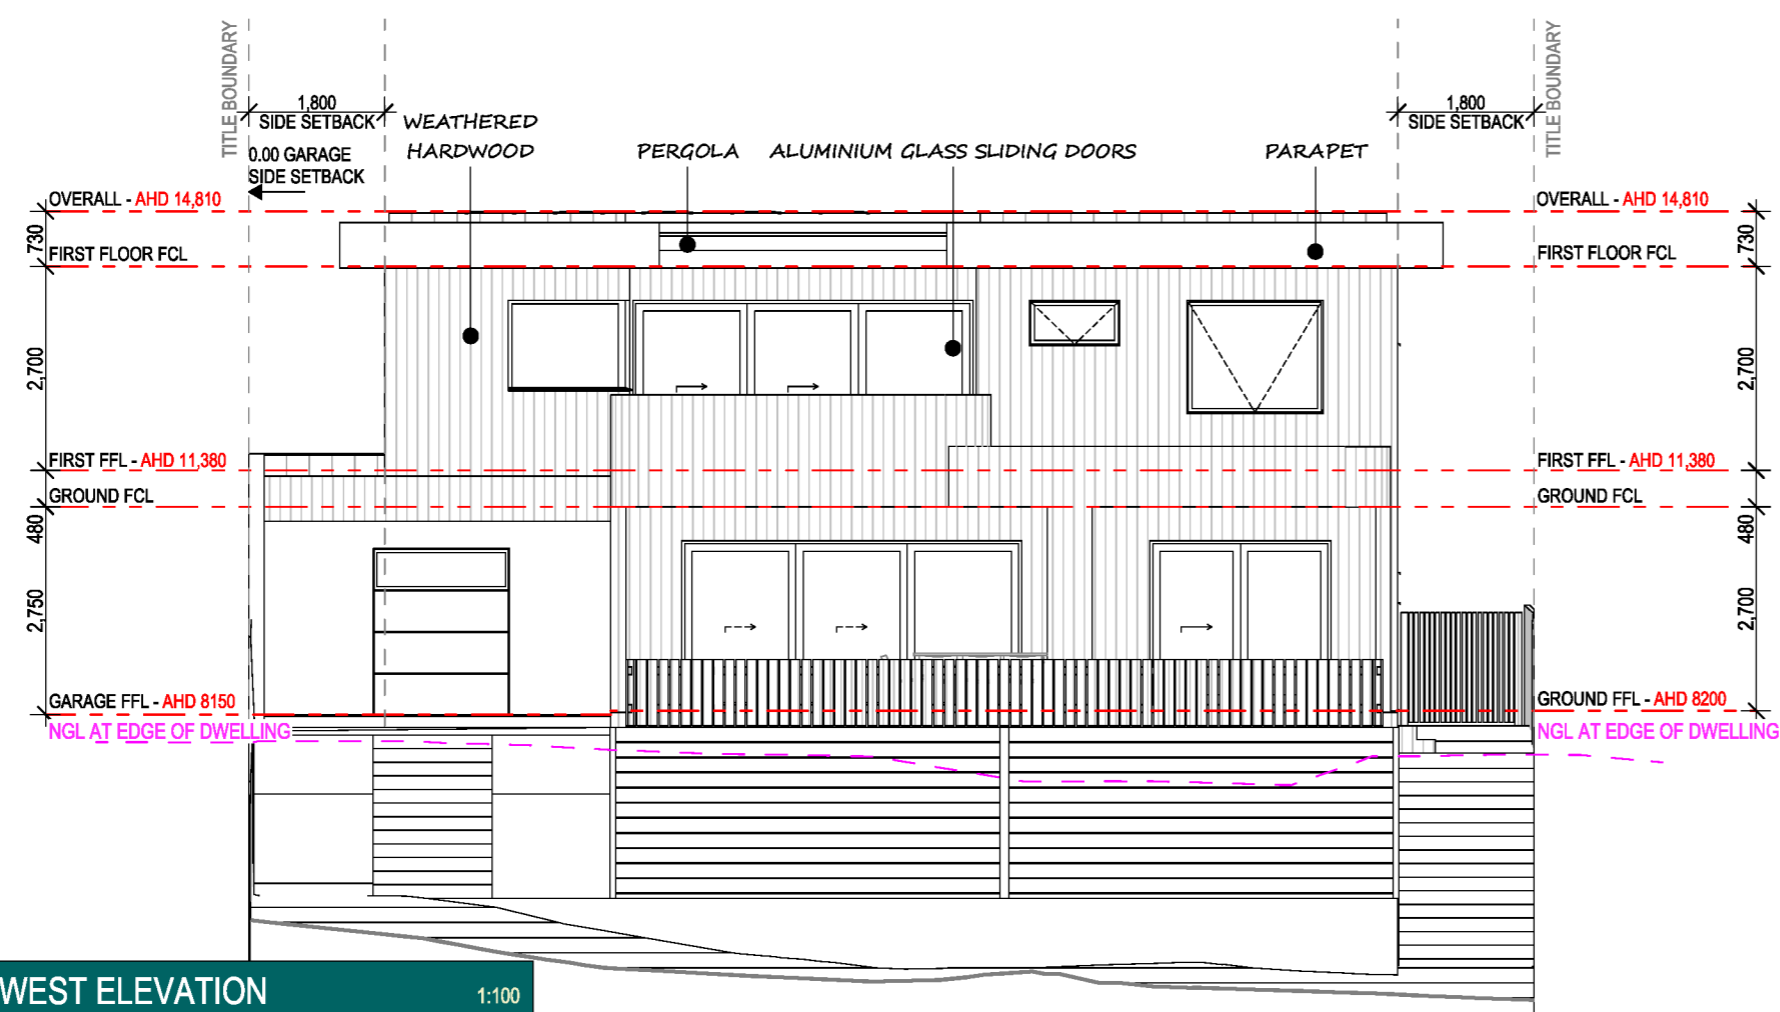 TITLE BOUNDARY
1,800
SIDE SETBACK
0.00 GARAGE
SIDE SETBACK
WEATHERED
HARDWOOD
PERGOLA
ALUMINIUM GLASS SLIDING DOORS
PARAPET
1,800
SIDE SETBACK
TITLE BOUNDARY
OVERALL - AHD 14,810
730
FIRST FLOOR FCL
2,700
FIRST FFL - AHD 11,380
GROUND FCL
480
2,750
GARAGE FFL - AHD 8150
NGL AT EDGE OF DWELLING
OVERALL - AHD 14,810
730
FIRST FLOOR FCL
2,700
FIRST FFL - AHD 11,380
GROUND FCL
480
2,700
GROUND FFL - AHD 8200
NGL AT EDGE OF DWELLING
WEST ELEVATION 1:100